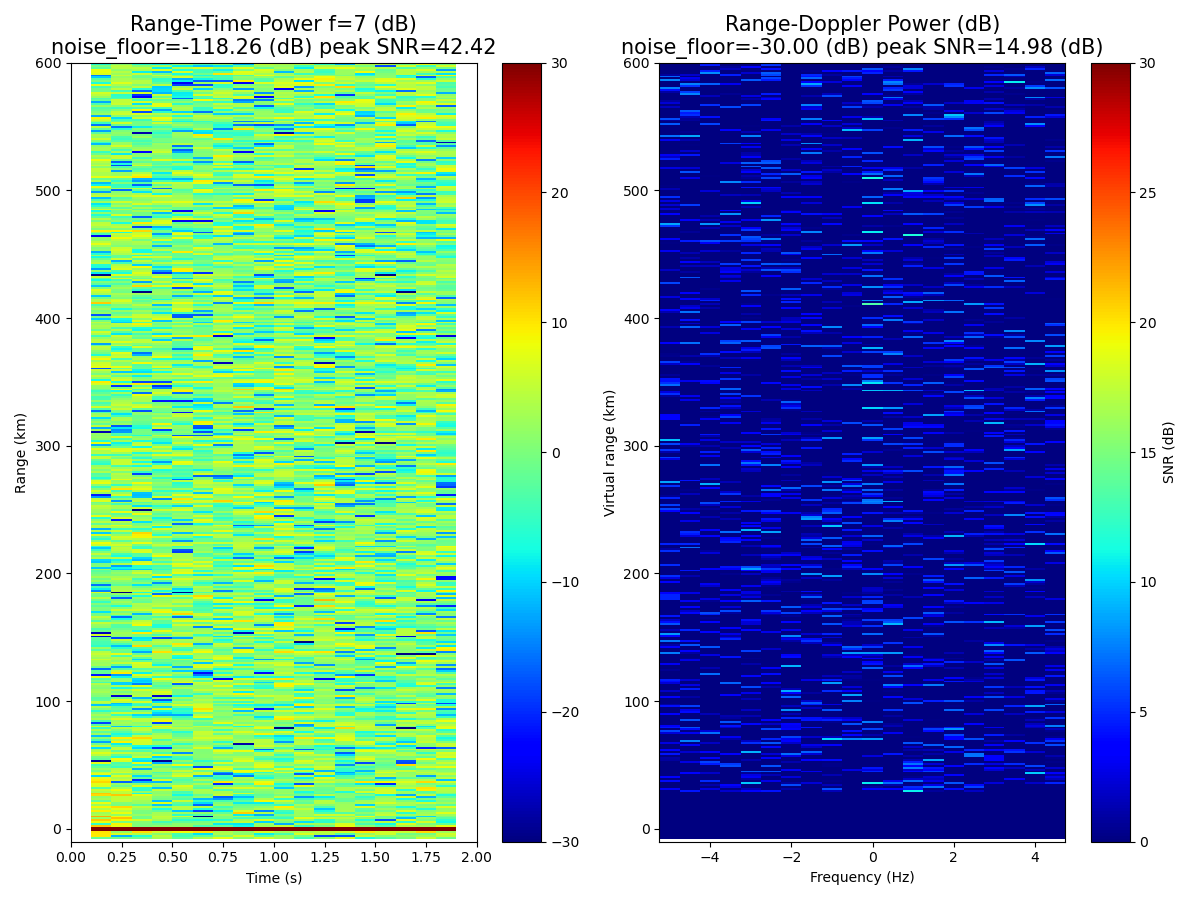 Range-Time Power f=7 (dB)
noise_floor=-118.26 (dB) peak SNR=42.42
600
500
400
300
200
100
0
Range (km)
0.00 0.25 0.50 0.75 1.00 1.25 1.50 1.75 2.00
Time (s)
30
20
10
0
−10
−20
−30
Range-Doppler Power (dB)
noise_floor=-30.00 (dB) peak SNR=14.98 (dB)
600
500
400
300
200
100
0
Virtual range (km)
−4 −2 0 2 4
Frequency (Hz)
30
25
20
15
10
5
0
SNR (dB)